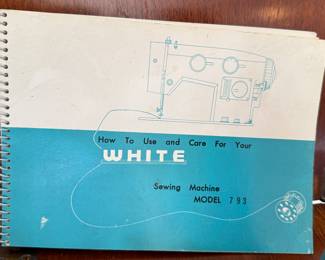 How To Use and Care For Your
WHITE
Sewing Machine
MODEL 793